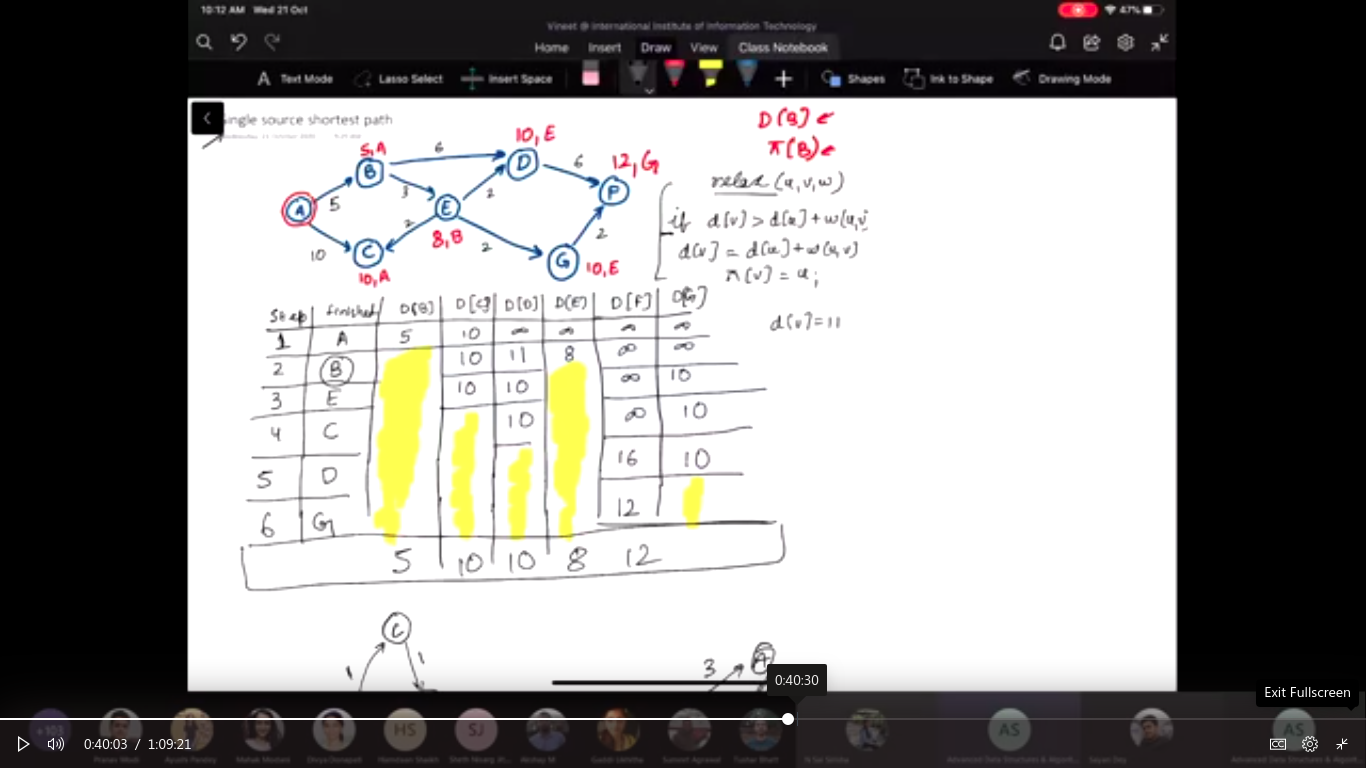 10:12 AM Wed 21 Oct
47%
Vineet @ International Institute of Information Technology
Home Insert Draw View Class Notebook
A Text Mode Lasso Select Insert Space Shapes Ink to Shape Drawing Mode
ingle source shortest path
D[B] ←
π(B) ←
relax (u,v,w)
if d[v] > d[u] + w(u,v
d[v] = d[u] + w(u,v)
π[v] = u;
d[v] = 11
5,A
B
6
10,E
D
6
12,G
F
A
5
3
E
2
2
8,B
10
C
10,A
2
G
10,E
2
Step finished D[B] D[C] D[D] D[E] D[F] D[G]
1 A 5 10 ∞ ∞ ∞ ∞
2 B 10 11 8 ∞ ∞
3 E 10 10 ∞ 10
4 C 10 ∞ 10
5 D 16 10
6 G 12
5 10 10 8 12
C
1
1
3
A
0:40:30
Exit Fullscreen
HS SJ AS AS
0:40:03 / 1:09:21
CC